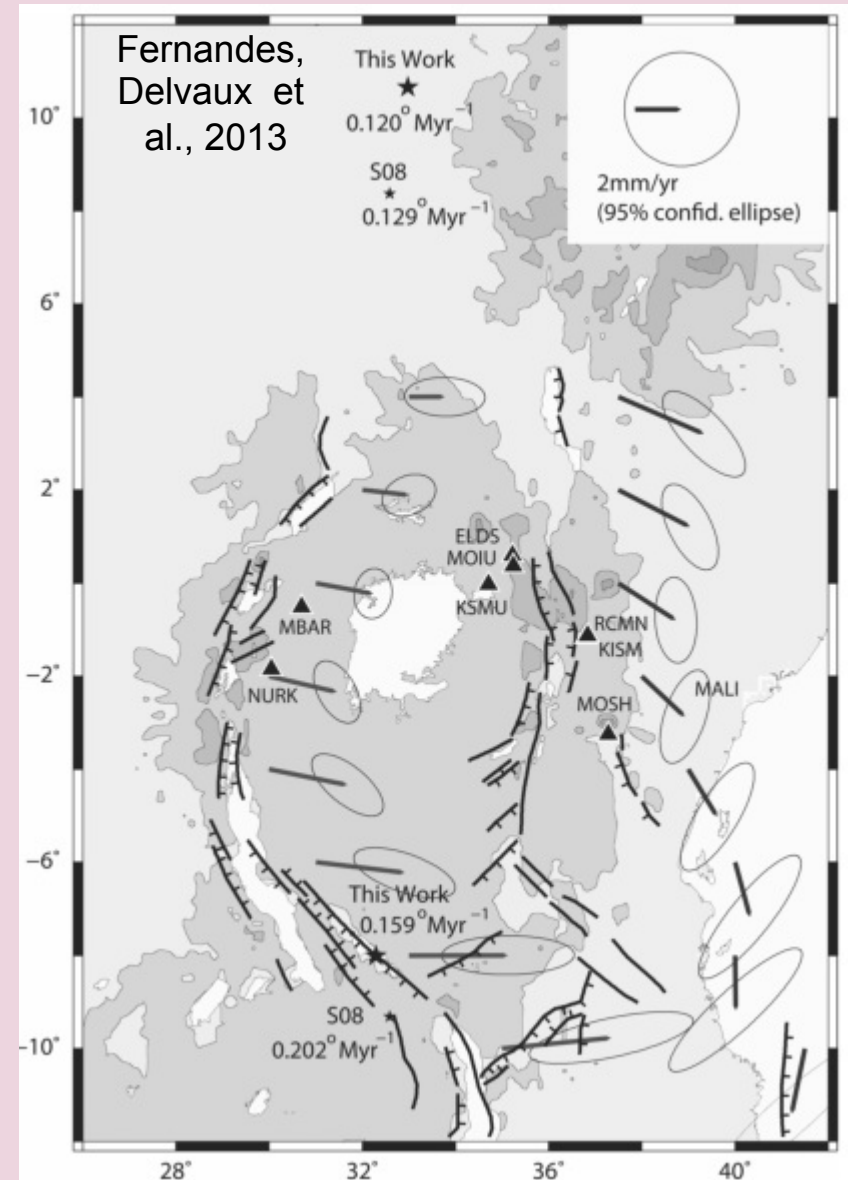 Fernandes,
Delvaux et
al., 2013
This Work
0.120° Myr⁻¹
S08
0.129° Myr⁻¹
2mm/yr
(95% confid. ellipse)
10°
6°
2°
−2°
−6°
−10°
ELDS
MOIU
KSMU
MBAR
NURK
RCMN
KISM
MOSH
MALI
This Work
0.159° Myr⁻¹
S08
0.202° Myr⁻¹
28°
32°
36°
40°